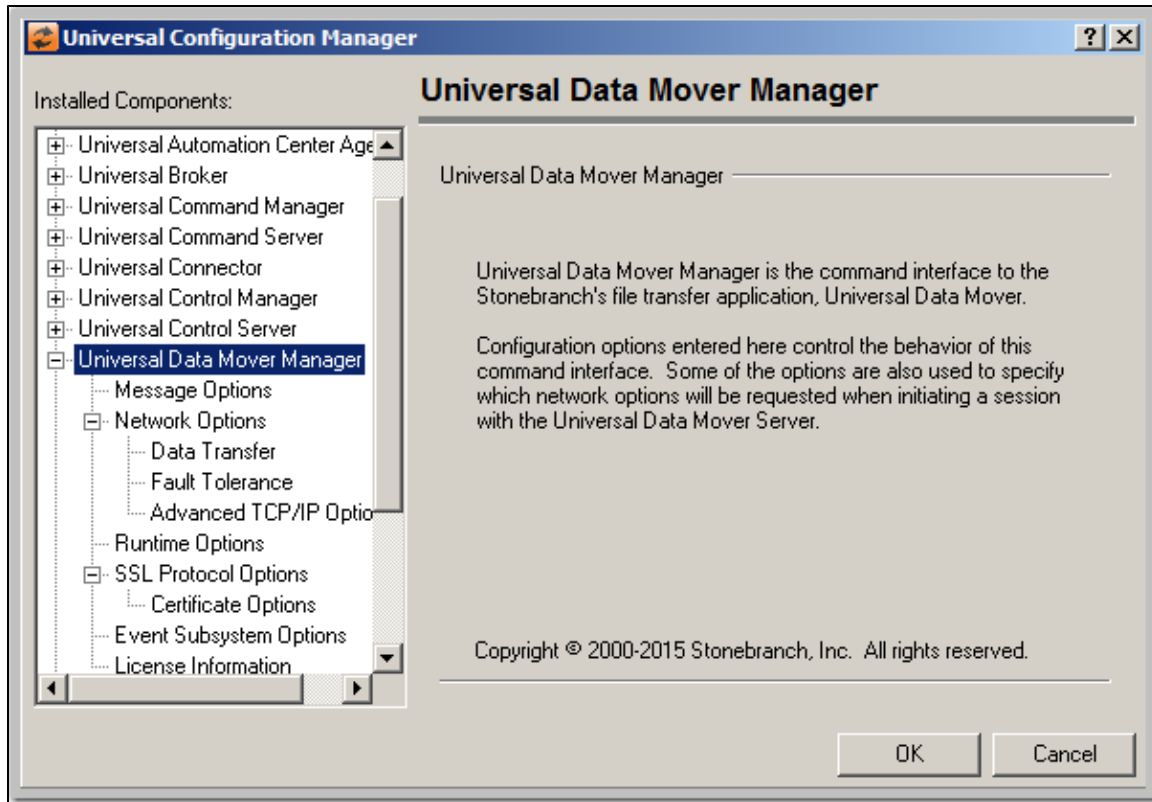 Universal Configuration Manager
Installed Components:
Universal Automation Center Age
Universal Broker
Universal Command Manager
Universal Command Server
Universal Connector
Universal Control Manager
Universal Control Server
Universal Data Mover Manager
Message Options
Network Options
Data Transfer
Fault Tolerance
Advanced TCP/IP Optio
Runtime Options
SSL Protocol Options
Certificate Options
Event Subsystem Options
License Information
Universal Data Mover Manager
Universal Data Mover Manager
Universal Data Mover Manager is the command interface to the
Stonebranch's file transfer application, Universal Data Mover.
Configuration options entered here control the behavior of this
command interface.  Some of the options are also used to specify
which network options will be requested when initiating a session
with the Universal Data Mover Server.
Copyright © 2000-2015 Stonebranch, Inc.  All rights reserved.
OK
Cancel